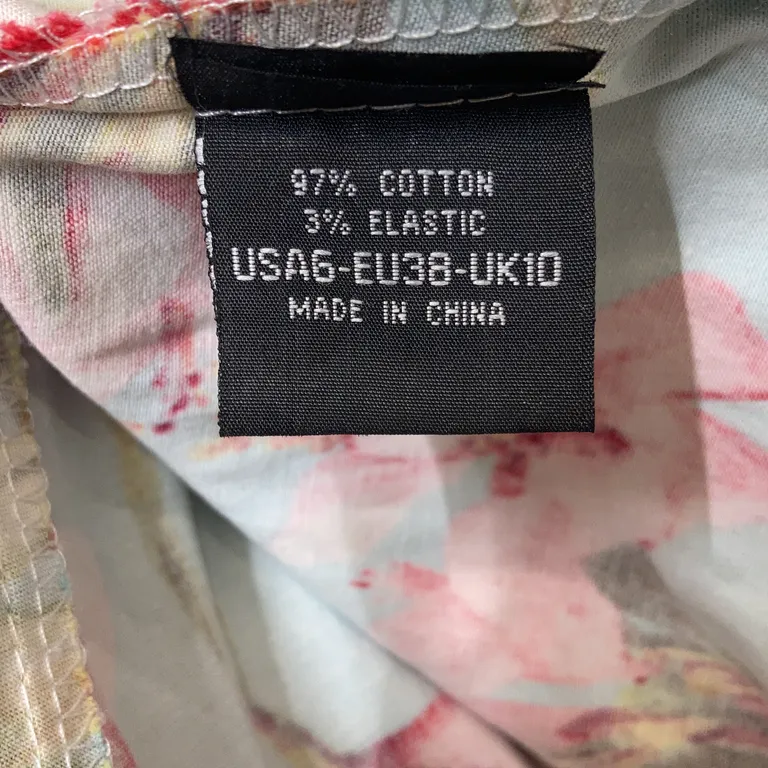 97% COTTON
3% ELASTIC
USA6-EU38-UK10
MADE IN CHINA